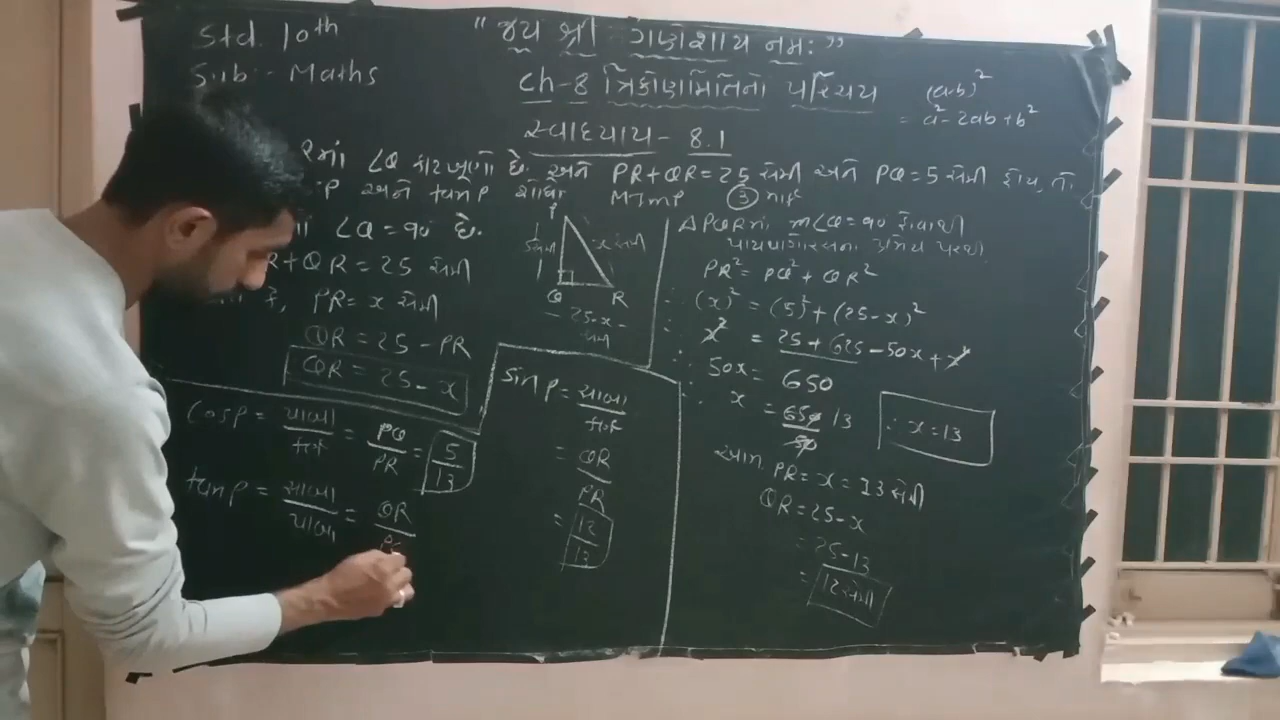 Std. 10th
Sub :- Maths
"જય શ્રી ગણેશાય નમઃ"
Ch-8 ત્રિકોણમિતિનો પરિચય
સ્વાધ્યાય - 8.1
(a-b)²
= a² - 2ab + b²
માં ∠Q કાટખૂણો છે. અને PR + QR = 25 સેમી અને PQ = 5 સેમી હોય, તો
P અને tan P શોધો
∠Q = 90 છે.
R + QR = 25 સેમી
કે, PR = x સેમી
QR = 25 - PR
QR = 25 - x
P
5 સેમી
x સેમી
Q R
25 - x
સેમી
Δ PQR માં m∠Q = 90 હોવાથી
પાયથાગોરસના પ્રમેય પરથી
PR² = PQ² + QR²
∴ (x)² = (5)² + (25 - x)²
∴ x² = 25 + 625 - 50x + x²
∴ 50x = 650
∴ x = 650 13
50
∴ x = 13
આમ, PR = x = 13 સેમી
QR = 25 - x
= 25 - 13
= 12 સેમી
cos P = પાબા / કર્ણ = PQ / PR = 5 / 13
tan P = સાબા / પાબા = QR
sin P = સાબા / કર્ણ
= QR / PR
= 12 / 13